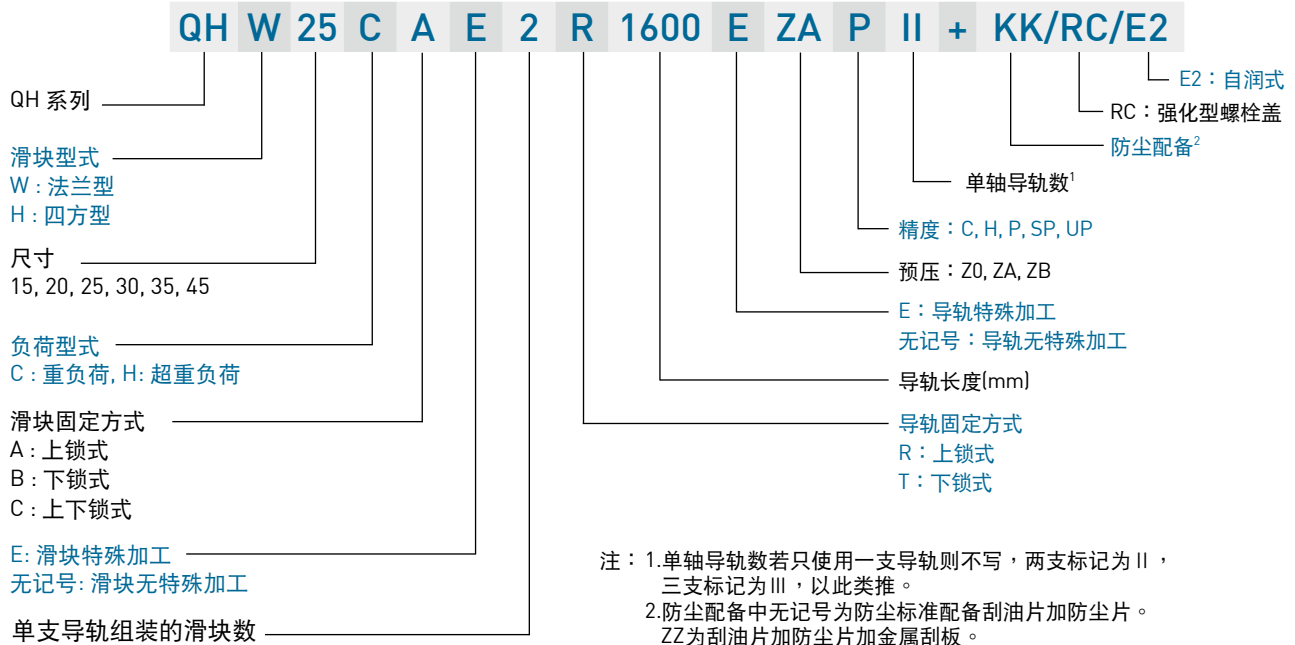 QH W 25 C A E 2 R 1600 E ZA P II + KK/RC/E2
QH 系列
滑块型式
W : 法兰型
H : 四方型
尺寸
15, 20, 25, 30, 35, 45
负荷型式
C : 重负荷, H: 超重负荷
滑块固定方式
A : 上锁式
B : 下锁式
C : 上下锁式
E: 滑块特殊加工
无记号: 滑块无特殊加工
单支导轨组装的滑块数
E2：自润式
RC：强化型螺栓盖
防尘配备²
单轴导轨数¹
精度：C, H, P, SP, UP
预压：Z0, ZA, ZB
E：导轨特殊加工
无记号：导轨无特殊加工
导轨长度(mm)
导轨固定方式
R：上锁式
T：下锁式
注：1.单轴导轨数若只使用一支导轨则不写，两支标记为Ⅱ，
三支标记为Ⅲ，以此类推。
2.防尘配备中无记号为防尘标准配备刮油片加防尘片。
ZZ为刮油片加防尘片加金属刮板。